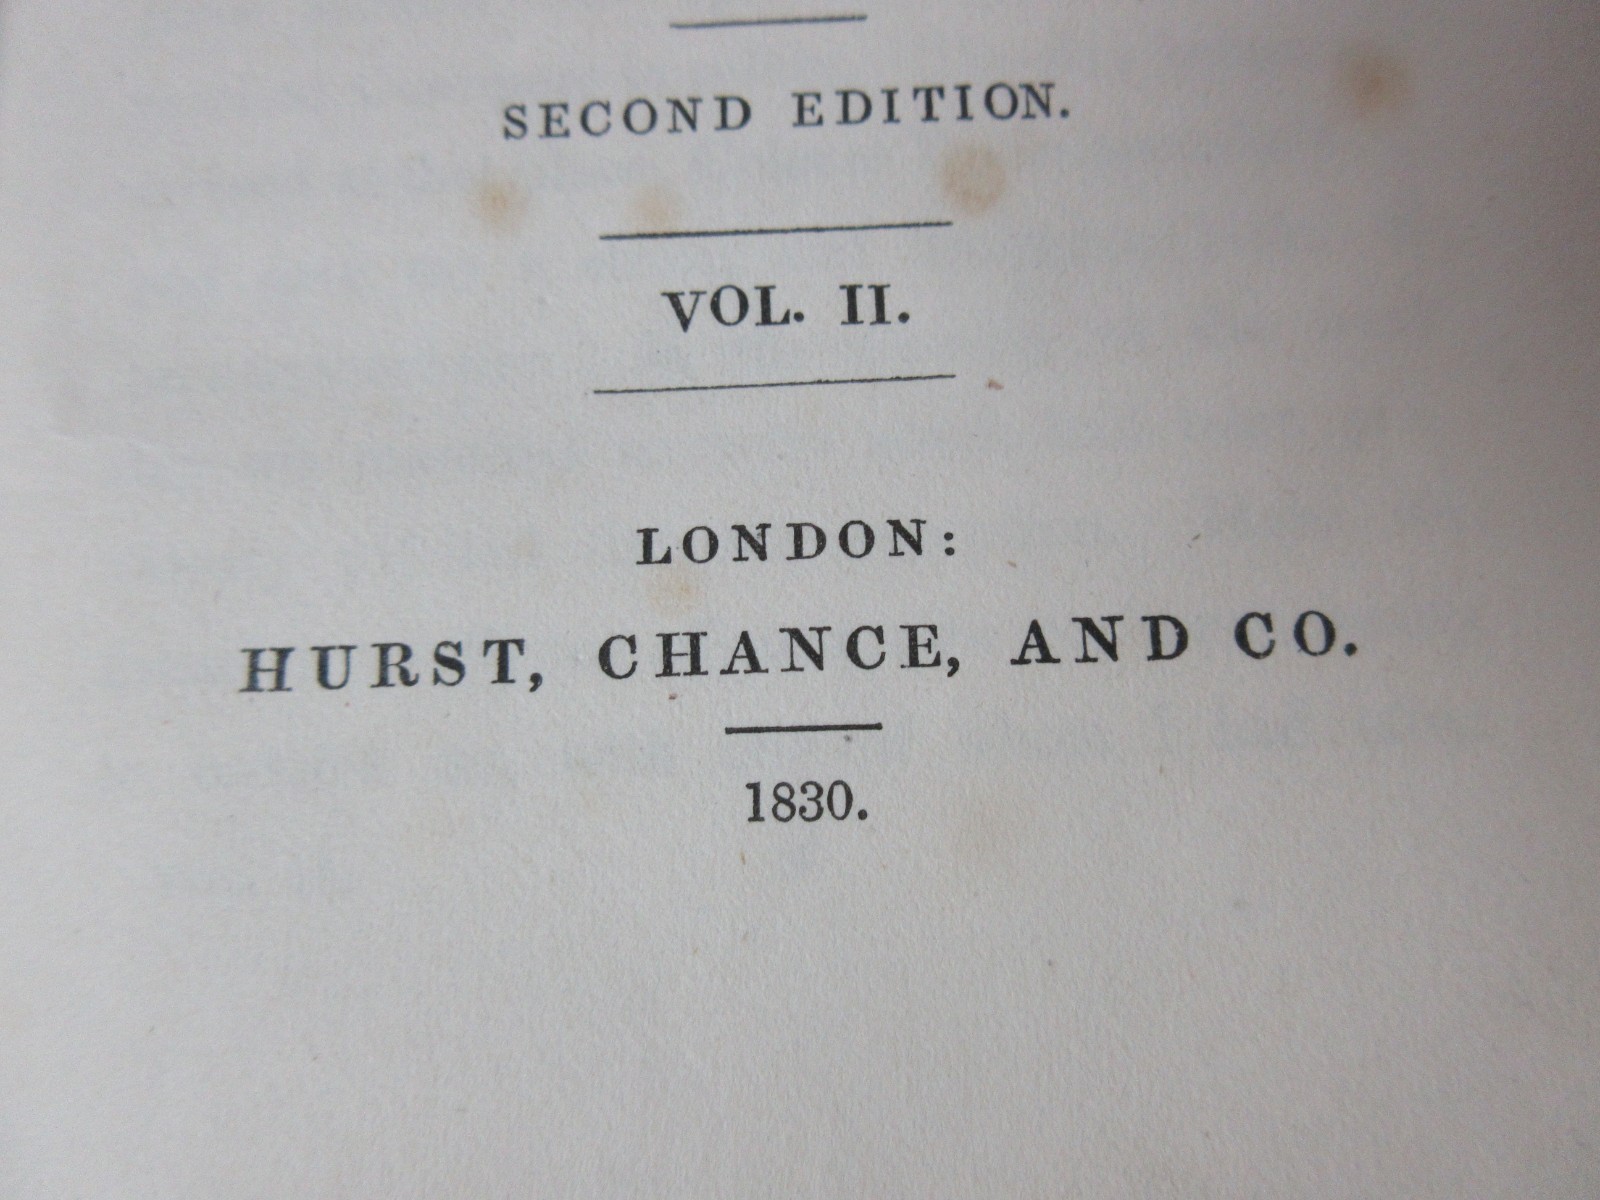 SECOND EDITION.
VOL. II.
LONDON:
HURST, CHANCE, AND CO.
1830.